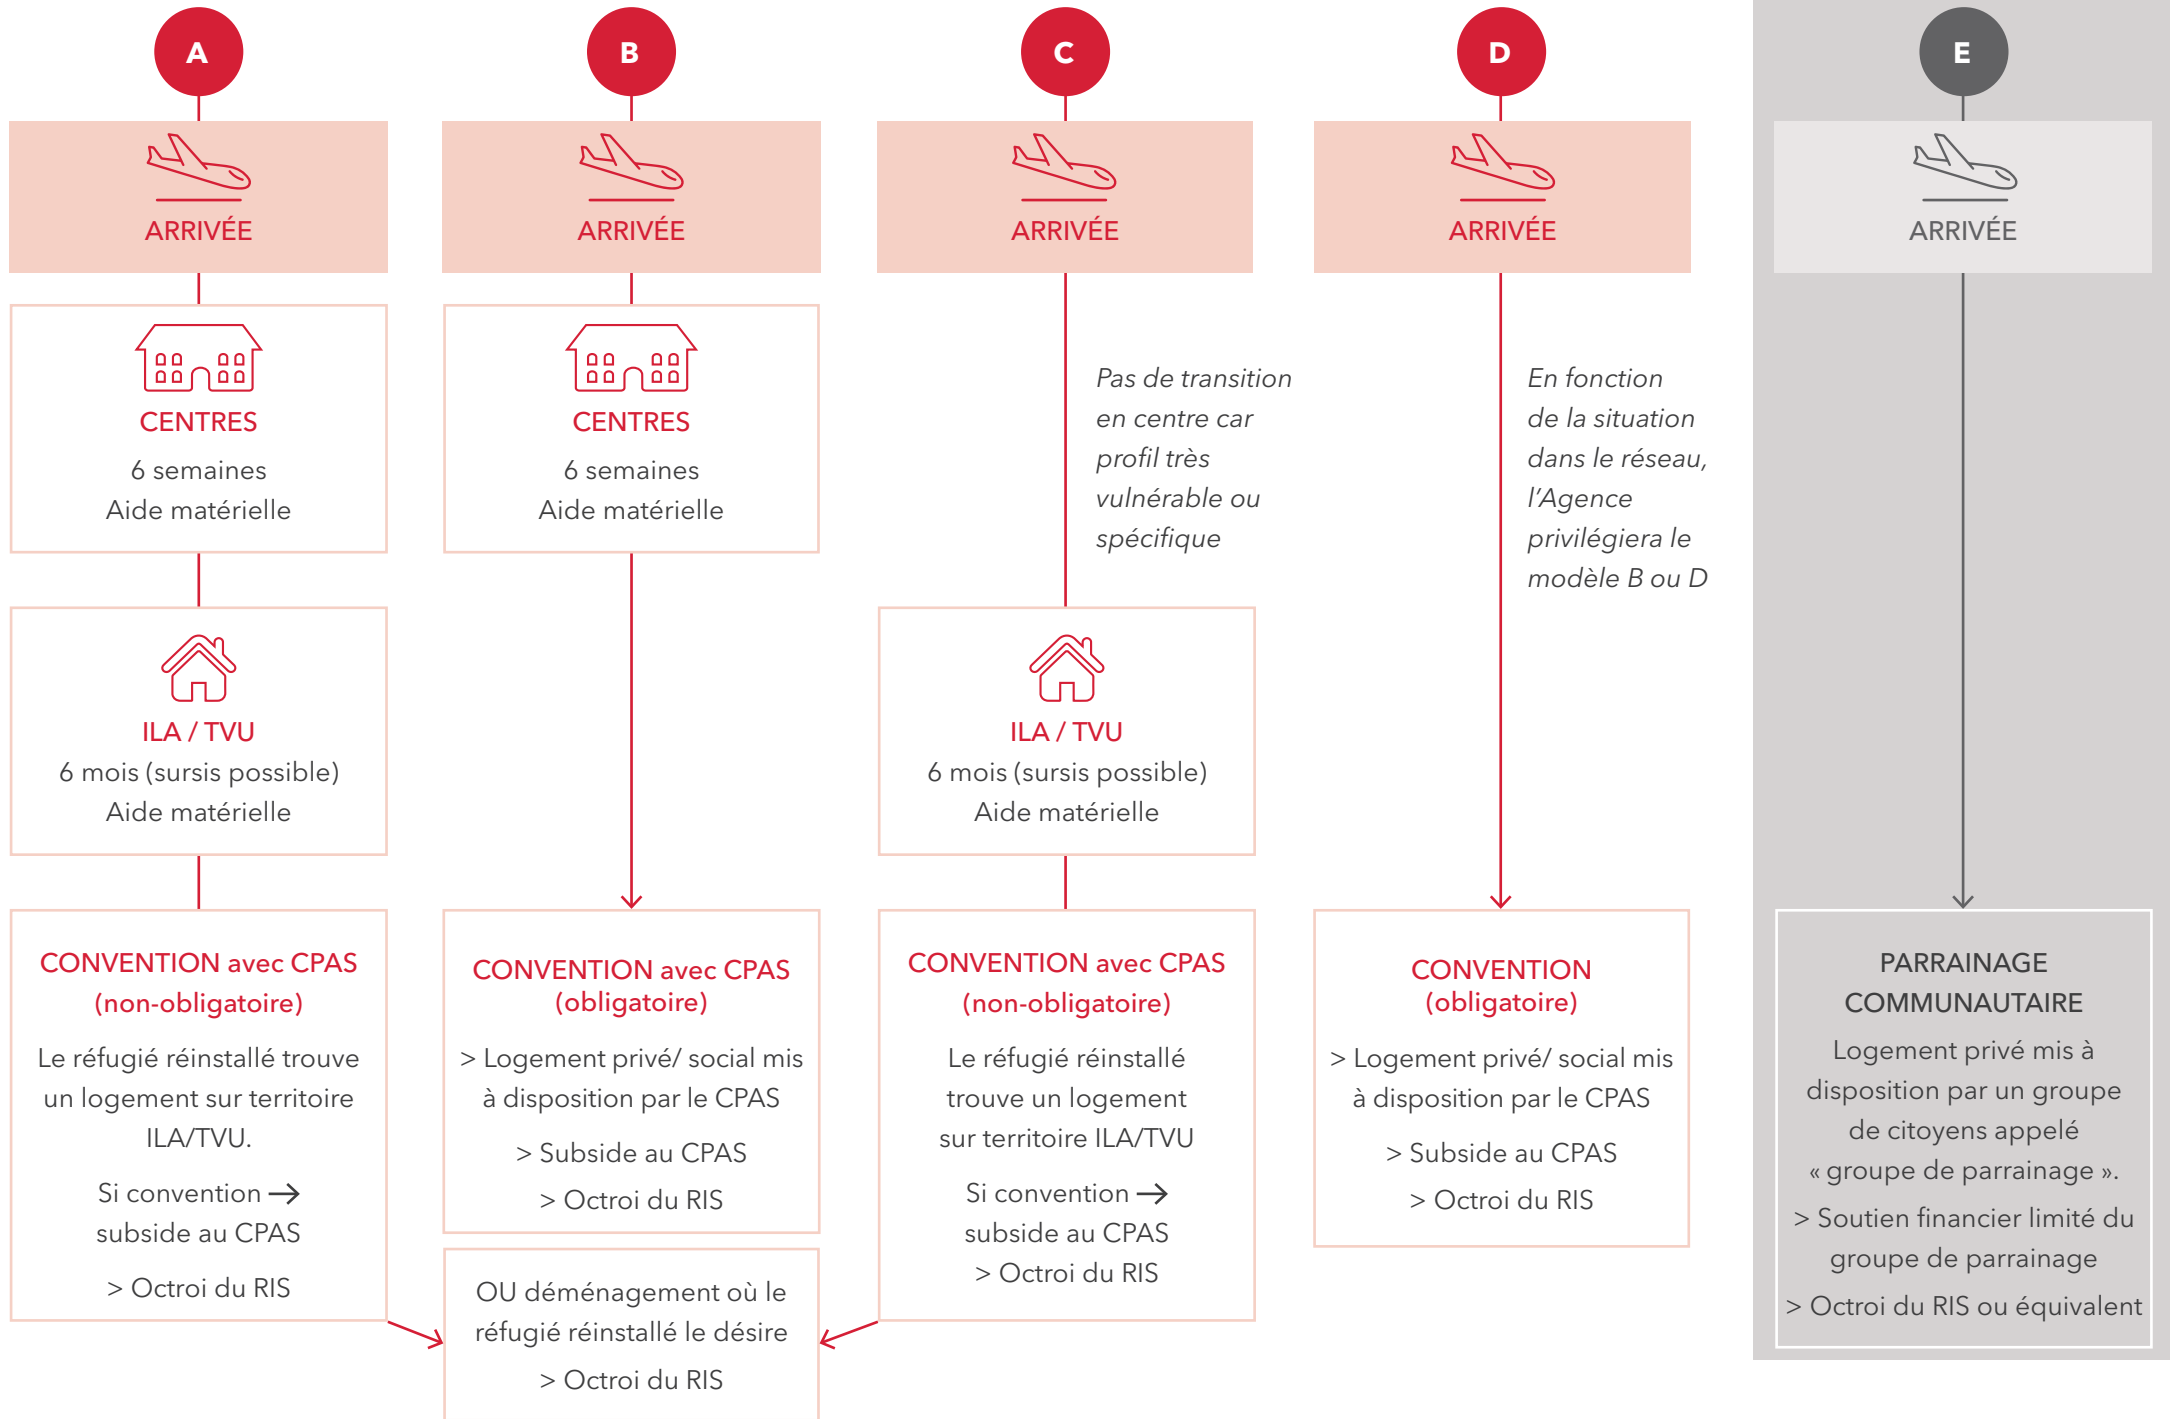 A
ARRIVÉE
CENTRES
6 semaines
Aide matérielle
ILA / TVU
6 mois (sursis possible)
Aide matérielle
CONVENTION avec CPAS
(non-obligatoire)
Le réfugié réinstallé trouve
un logement sur territoire
ILA/TVU.
Si convention →
subside au CPAS
> Octroi du RIS
B
ARRIVÉE
CENTRES
6 semaines
Aide matérielle
CONVENTION avec CPAS
(obligatoire)
> Logement privé/ social mis
à disposition par le CPAS
> Subside au CPAS
> Octroi du RIS
OU déménagement où le
réfugié réinstallé le désire
> Octroi du RIS
C
ARRIVÉE
Pas de transition
en centre car
profil très
vulnérable ou
spécifique
ILA / TVU
6 mois (sursis possible)
Aide matérielle
CONVENTION avec CPAS
(non-obligatoire)
Le réfugié réinstallé
trouve un logement
sur territoire ILA/TVU
Si convention →
subside au CPAS
> Octroi du RIS
D
ARRIVÉE
En fonction
de la situation
dans le réseau,
l’Agence
privilégiera le
modèle B ou D
CONVENTION
(obligatoire)
> Logement privé/ social mis
à disposition par le CPAS
> Subside au CPAS
> Octroi du RIS
E
ARRIVÉE
PARRAINAGE
COMMUNAUTAIRE
Logement privé mis à
disposition par un groupe
de citoyens appelé
« groupe de parrainage ».
> Soutien financier limité du
groupe de parrainage
> Octroi du RIS ou équivalent